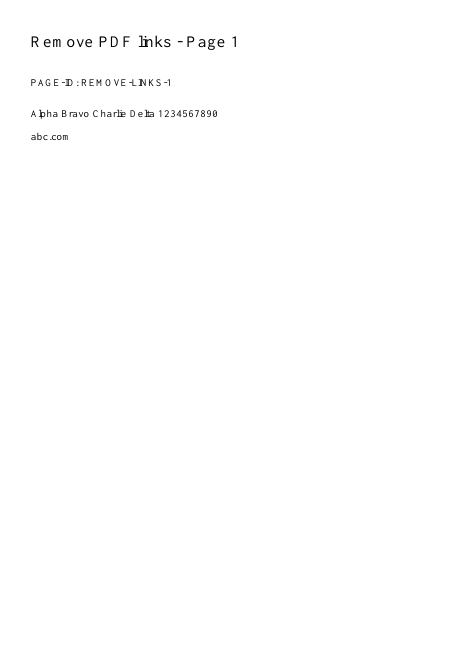 Remove PDF links - Page 1
PAGE-ID: REMOVE-LINKS-1
Alpha Bravo Charlie Delta 1234567890
abc.com